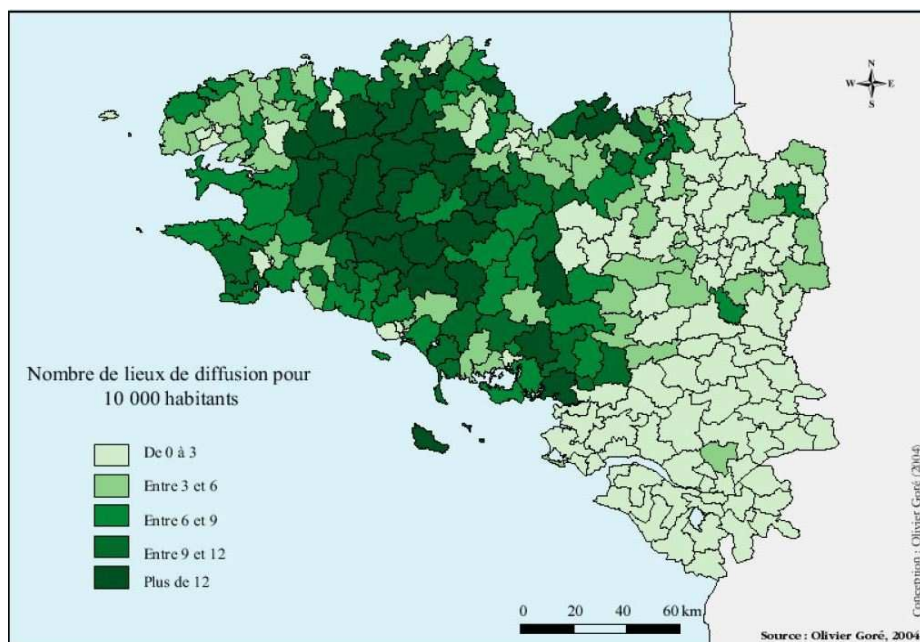 N
W E
S
Nombre de lieux de diffusion pour
10 000 habitants
De 0 à 3
Entre 3 et 6
Entre 6 et 9
Entre 9 et 12
Plus de 12
0 20 40 60 km
Conception : Olivier Goré (2004)
Source : Olivier Goré, 2004